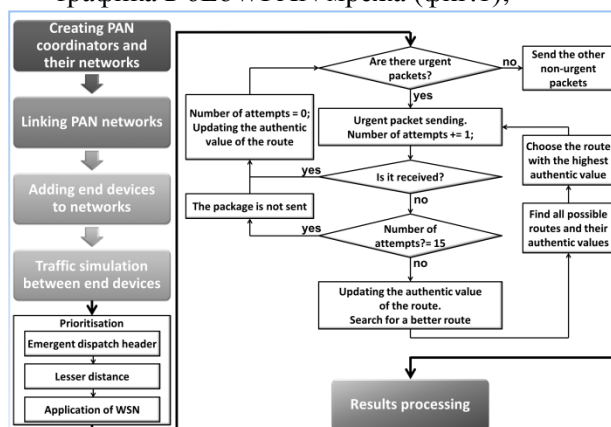 трафика в 6LoWPAN мрежа (фиг.1),
Creating PAN
coordinators and
their networks
Linking PAN networks
Adding end devices
to networks
Traffic simulation
between end devices
Prioritisation
Emergent dispatch header
Lesser distance
Application of WSN
Are there urgent
packets?
no
Send the other
non-urgent
packets
yes
Number of attempts = 0;
Updating the authentic
value of the route
Urgent packet sending.
Number of attempts += 1;
Choose the route
with the highest
authentic value
yes
Is it received?
no
The package is not sent
Find all possible
routes and their
authentic values
yes
Number of
attempts?= 15
no
Updating the authentic value
of the route.
Search for a better route
Results processing